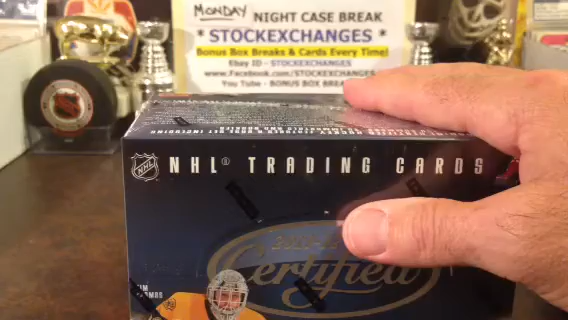 MONDAY NIGHT CASE BREAK
* STOCKEXCHANGES *
Bonus Box Breaks & Cards Every Time!
Ebay ID - STOCKEXCHANGES
www.Facebook.com/STOCKEXCHANGES
You Tube - BONUS BOX BREA
NHL
NHL® TRADING CARDS
Certified